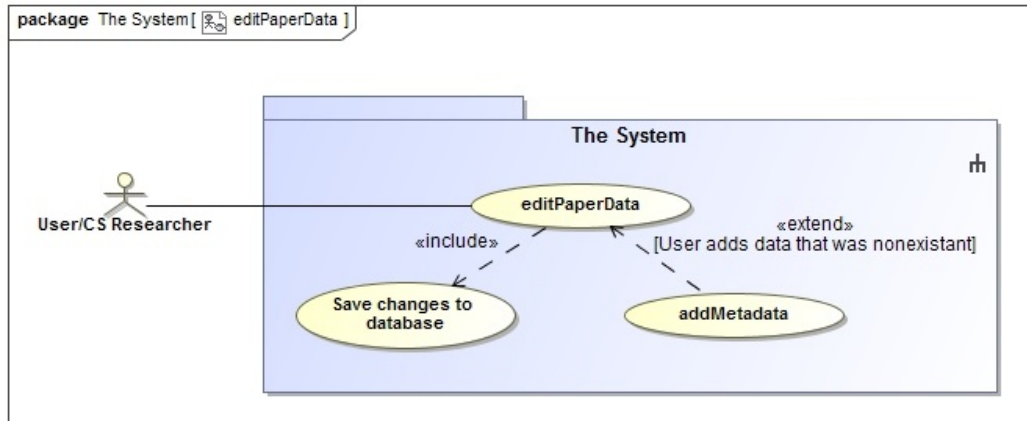 package The System[ editPaperData ]
The System
User/CS Researcher
editPaperData
«include»
«extend»
[User adds data that was nonexistant]
Save changes to
database
addMetadata